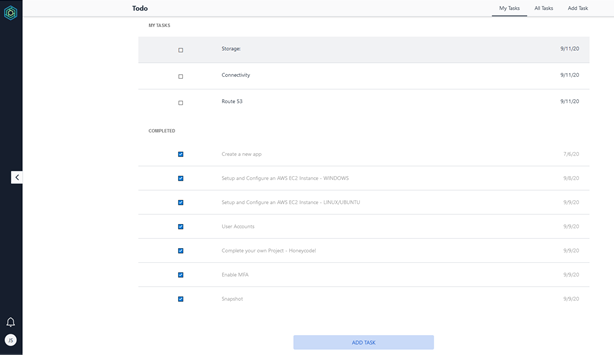 Todo
My Tasks
All Tasks
Add Task
MY TASKS
Storage:
9/11/20
Connectivity
9/11/20
Route 53
9/11/20
COMPLETED
Create a new app
7/6/20
Setup and Configure an AWS EC2 Instance - WINDOWS
9/9/20
Setup and Configure an AWS EC2 Instance - LINUX/UBUNTU
9/9/20
User Accounts
9/9/20
Complete your own Project - Honeycode!
9/9/20
Enable MFA
9/9/20
Snapshot
9/9/20
ADD TASK
JS